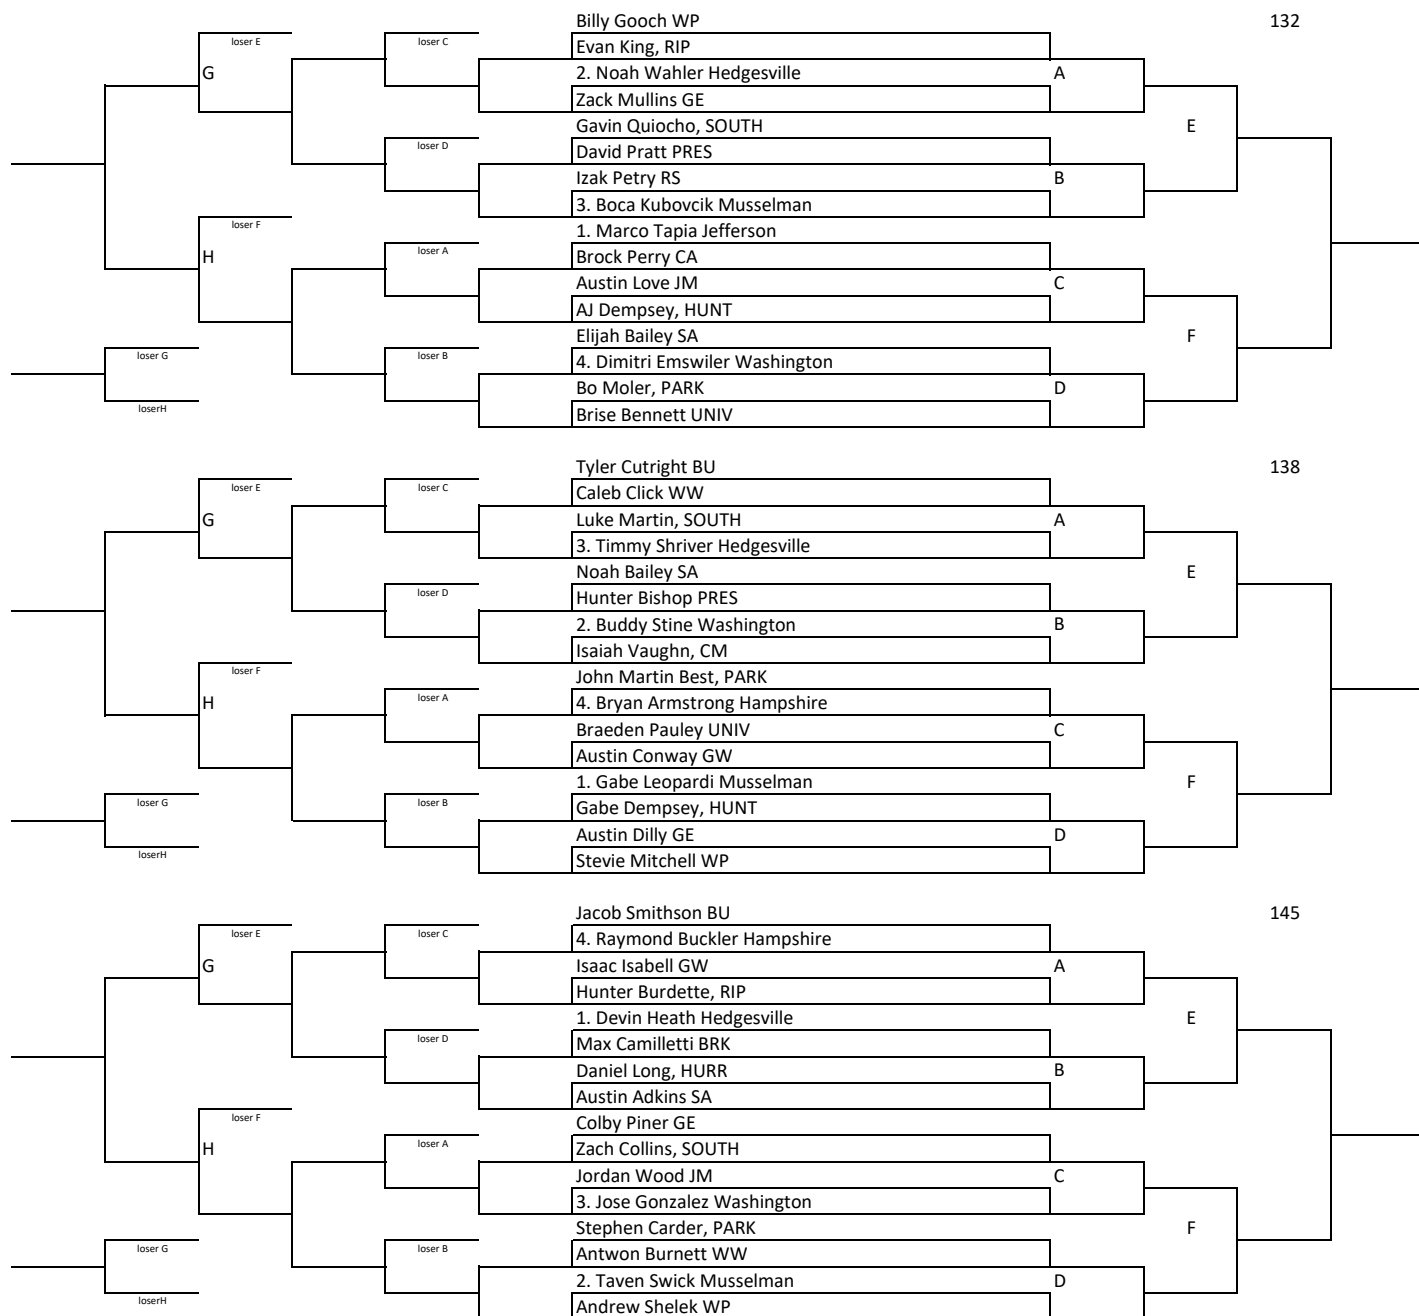 Billy Gooch WP 132
loser E loser C Evan King, RIP
G 2. Noah Wahler Hedgesville A
Zack Mullins GE
Gavin Quiocho, SOUTH E
loser D David Pratt PRES
Izak Petry RS B
3. Boca Kubovcik Musselman
loser F 1. Marco Tapia Jefferson
H loser A Brock Perry CA
Austin Love JM C
AJ Dempsey, HUNT
Elijah Bailey SA F
loser G loser B 4. Dimitri Emswiler Washington
Bo Moler, PARK D
loserH Brise Bennett UNIV
Tyler Cutright BU 138
loser E loser C Caleb Click WW
G Luke Martin, SOUTH A
3. Timmy Shriver Hedgesville
Noah Bailey SA E
loser D Hunter Bishop PRES
2. Buddy Stine Washington B
Isaiah Vaughn, CM
loser F John Martin Best, PARK
H loser A 4. Bryan Armstrong Hampshire
Braeden Pauley UNIV C
Austin Conway GW
1. Gabe Leopardi Musselman F
loser G loser B Gabe Dempsey, HUNT
Austin Dilly GE D
loserH Stevie Mitchell WP
Jacob Smithson BU 145
loser E loser C 4. Raymond Buckler Hampshire
G Isaac Isabell GW A
Hunter Burdette, RIP
1. Devin Heath Hedgesville E
loser D Max Camilletti BRK
Daniel Long, HURR B
Austin Adkins SA
loser F Colby Piner GE
H loser A Zach Collins, SOUTH
Jordan Wood JM C
3. Jose Gonzalez Washington
Stephen Carder, PARK F
loser G loser B Antwon Burnett WW
2. Taven Swick Musselman D
loserH Andrew Shelek WP